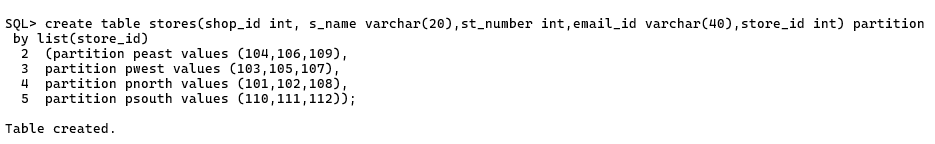 SQL> create table stores(shop_id int, s_name varchar(20),st_number int,email_id varchar(40),store_id int) partition
 by list(store_id)
  2  (partition peast values (104,106,109),
  3  partition pwest values (103,105,107),
  4  partition pnorth values (101,102,108),
  5  partition psouth values (110,111,112));
Table created.